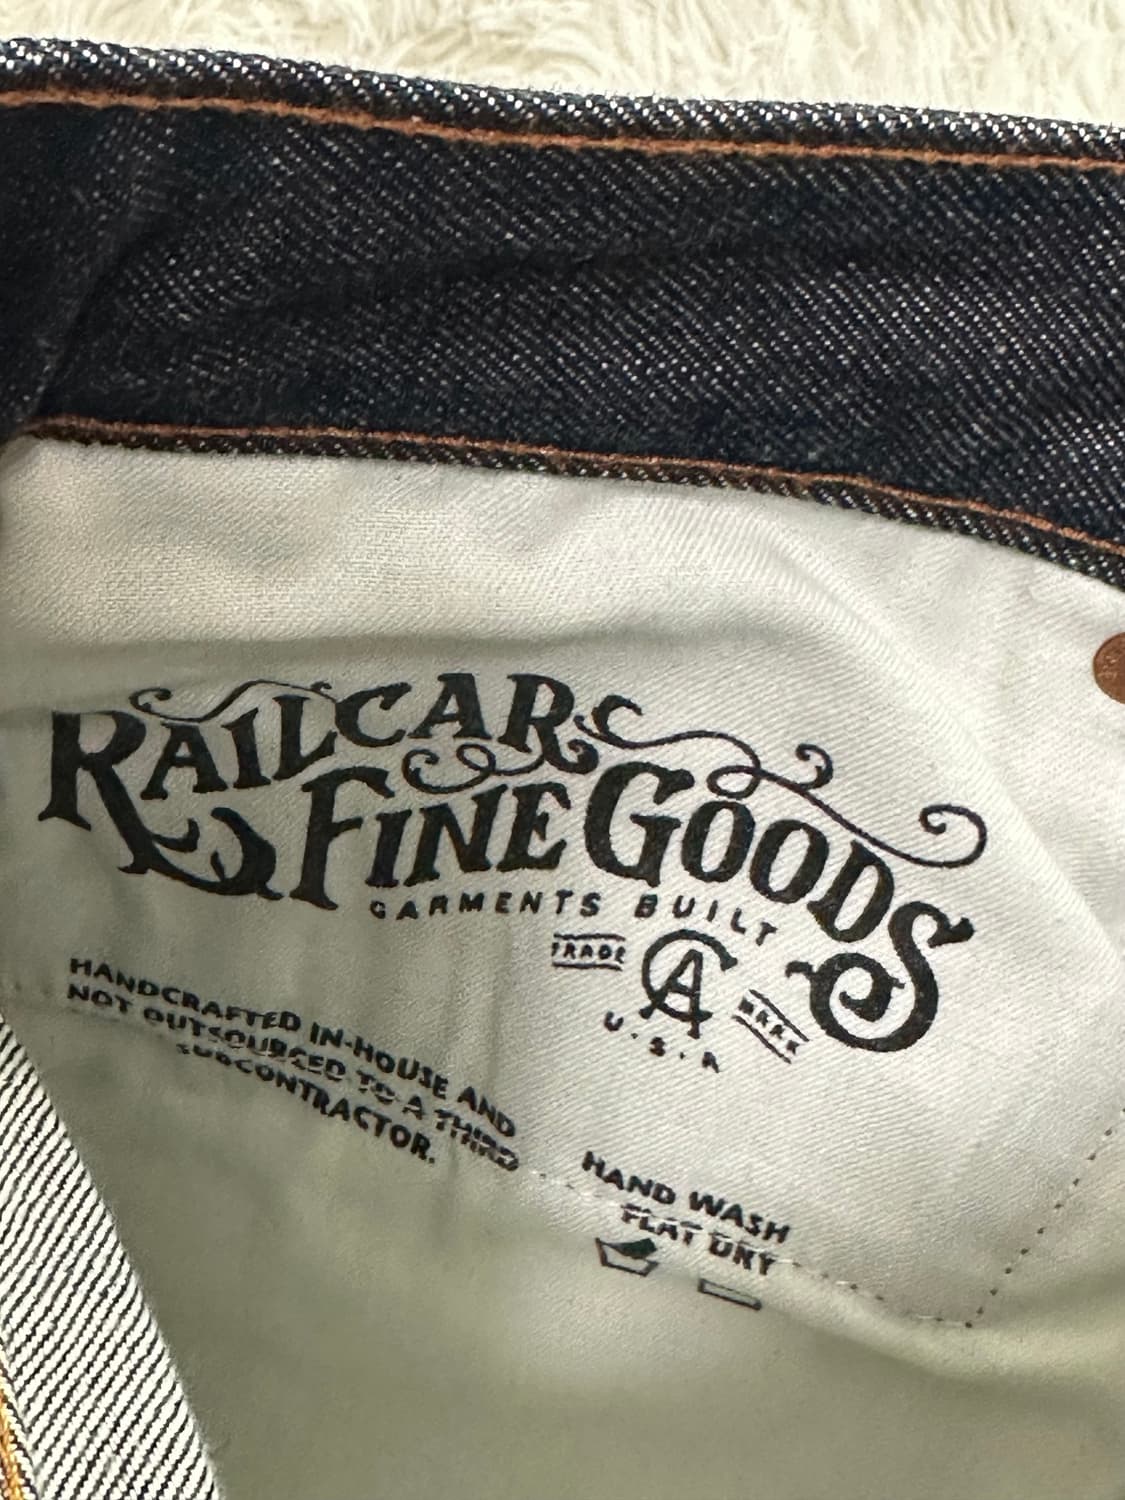 RAILCAR
FINE GOODS
GARMENTS BUILT
TRADE CA MARK
U.S.A
HANDCRAFTED IN-HOUSE AND
NOT OUTSOURCED TO A THIRD
SUBCONTRACTOR.
HAND WASH
FLAT DRY